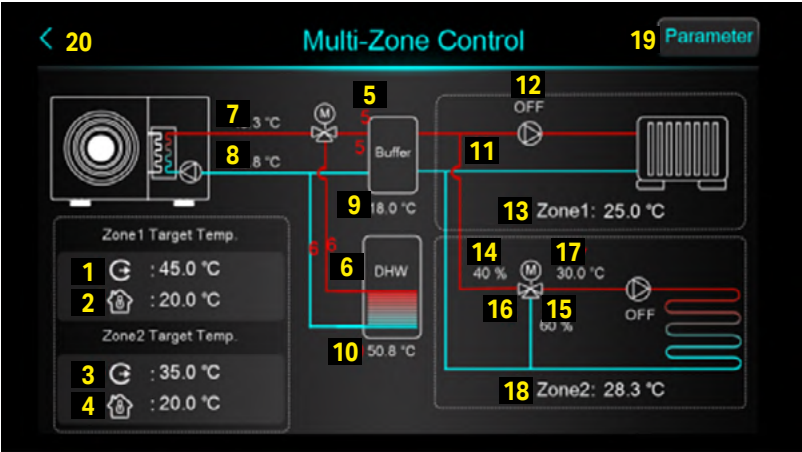 20 Multi-Zone Control 19 Parameter
12
OFF
7 5 M
3 °C 5
8 5 Buffer 11
.8 °C
9 18.0 °C 13 Zone1: 25.0 °C
Zone1 Target Temp.
1 : 45.0 °C
2 : 20.0 °C
Zone2 Target Temp.
3 : 35.0 °C
4 : 20.0 °C
6 6 6 DHW
10 50.8 °C
14 17
40 % M 30.0 °C
16 15 OFF
60 %
18 Zone2: 28.3 °C